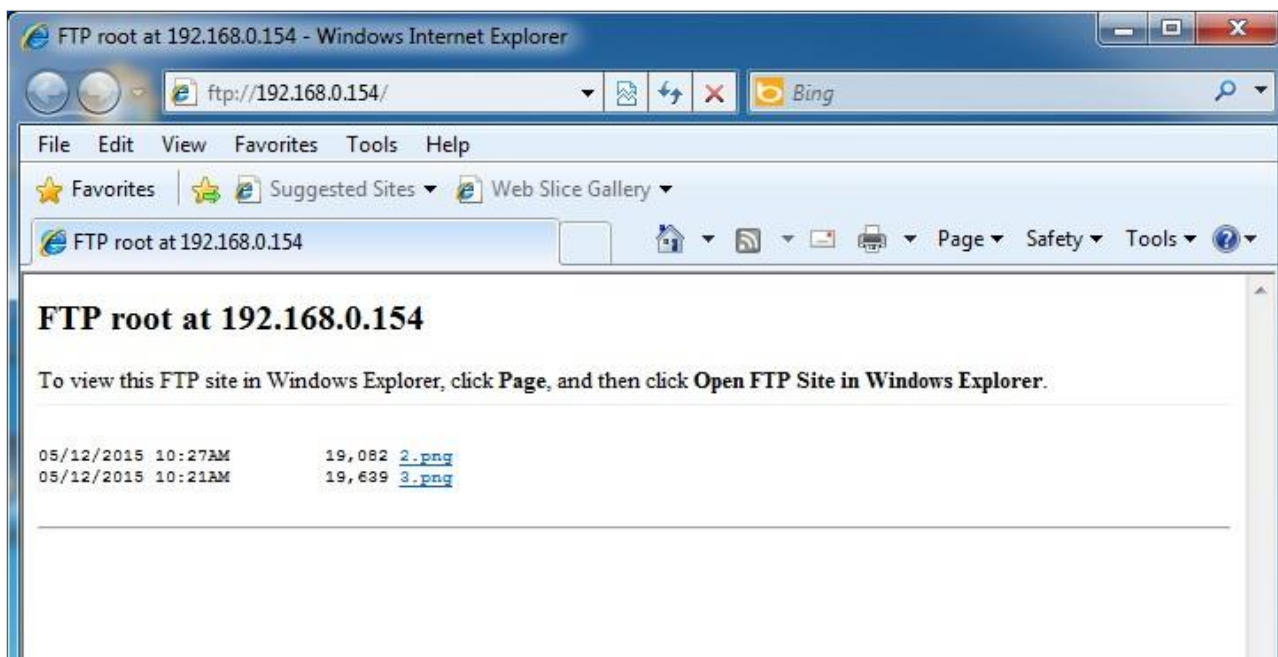 FTP root at 192.168.0.154 - Windows Internet Explorer
ftp://192.168.0.154/ Bing
File Edit View Favorites Tools Help
Favorites Suggested Sites Web Slice Gallery
FTP root at 192.168.0.154 Page Safety Tools
FTP root at 192.168.0.154
To view this FTP site in Windows Explorer, click Page, and then click Open FTP Site in Windows Explorer.
05/12/2015 10:27AM 19,082 2.png
05/12/2015 10:21AM 19,639 3.png